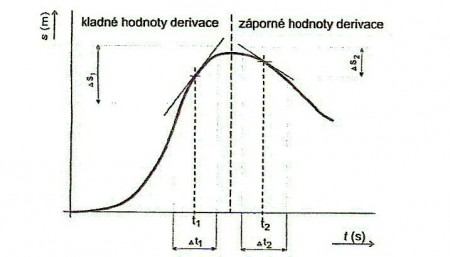 kladné hodnoty derivace
záporné hodnoty derivace
s (m)
Δs₁
Δs₂
t₁
t₂
Δt₁
Δt₂
t (s)